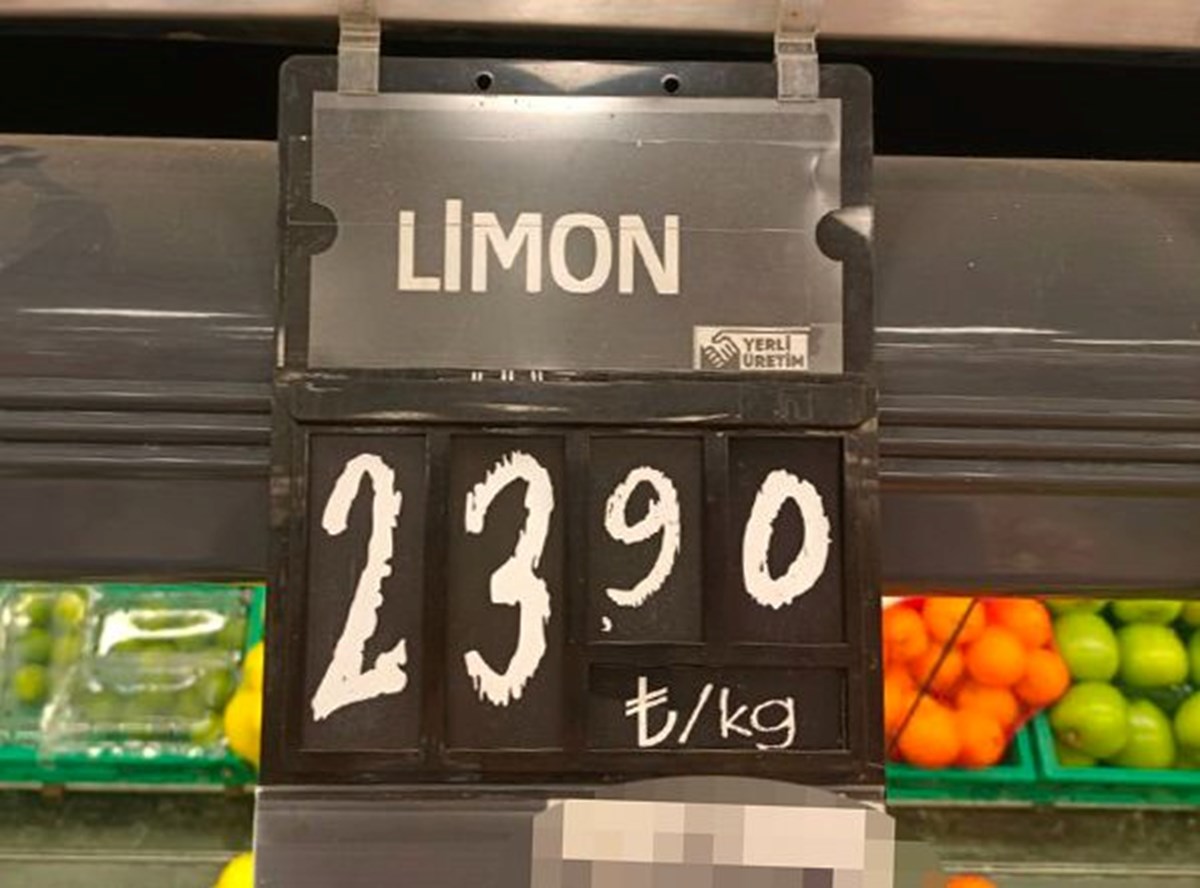 LİMON
YERLİ
ÜRETİM
23,90
₺/kg